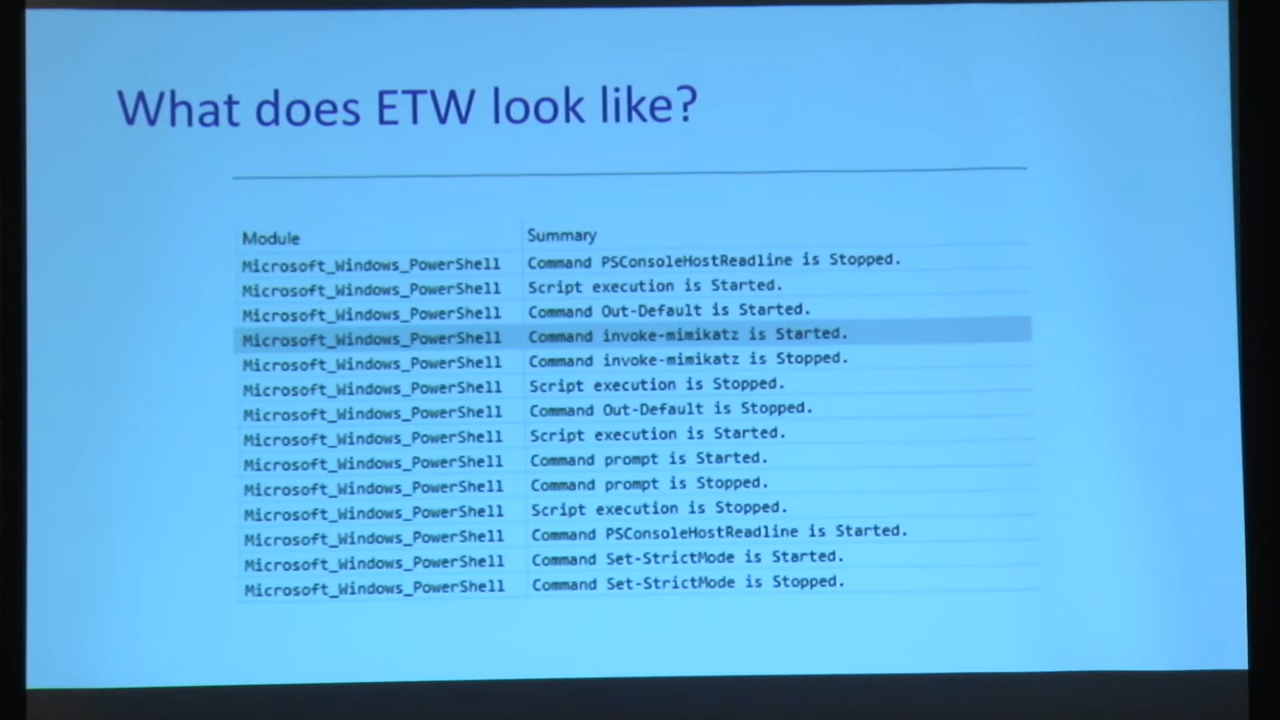 What does ETW look like?
Module Summary
Microsoft_Windows_PowerShell Command PSConsoleHostReadline is Stopped.
Microsoft_Windows_PowerShell Script execution is Started.
Microsoft_Windows_PowerShell Command Out-Default is Started.
Microsoft_Windows_PowerShell Command invoke-mimikatz is Started.
Microsoft_Windows_PowerShell Command invoke-mimikatz is Stopped.
Microsoft_Windows_PowerShell Script execution is Stopped.
Microsoft_Windows_PowerShell Command Out-Default is Stopped.
Microsoft_Windows_PowerShell Script execution is Started.
Microsoft_Windows_PowerShell Command prompt is Started.
Microsoft_Windows_PowerShell Command prompt is Stopped.
Microsoft_Windows_PowerShell Script execution is Stopped.
Microsoft_Windows_PowerShell Command PSConsoleHostReadline is Started.
Microsoft_Windows_PowerShell Command Set-StrictMode is Started.
Microsoft_Windows_PowerShell Command Set-StrictMode is Stopped.